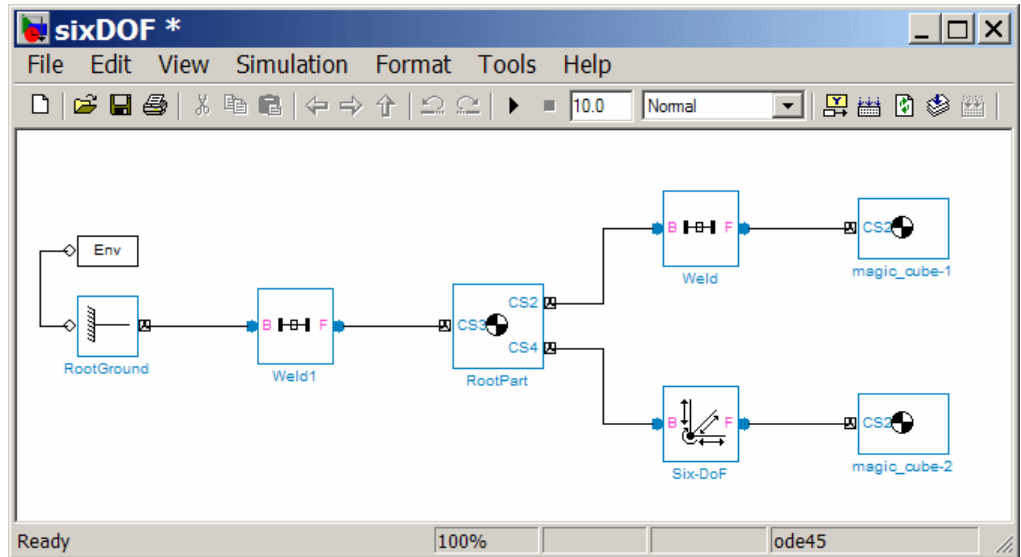 sixDOF *
File Edit View Simulation Format Tools Help
10.0 Normal
B F
Weld
CS2
magic_cube-1
Env
RootGround
B F
Weld1
CS3
CS2
CS4
RootPart
B F
Six-DoF
CS2
magic_cube-2
Ready 100% ode45